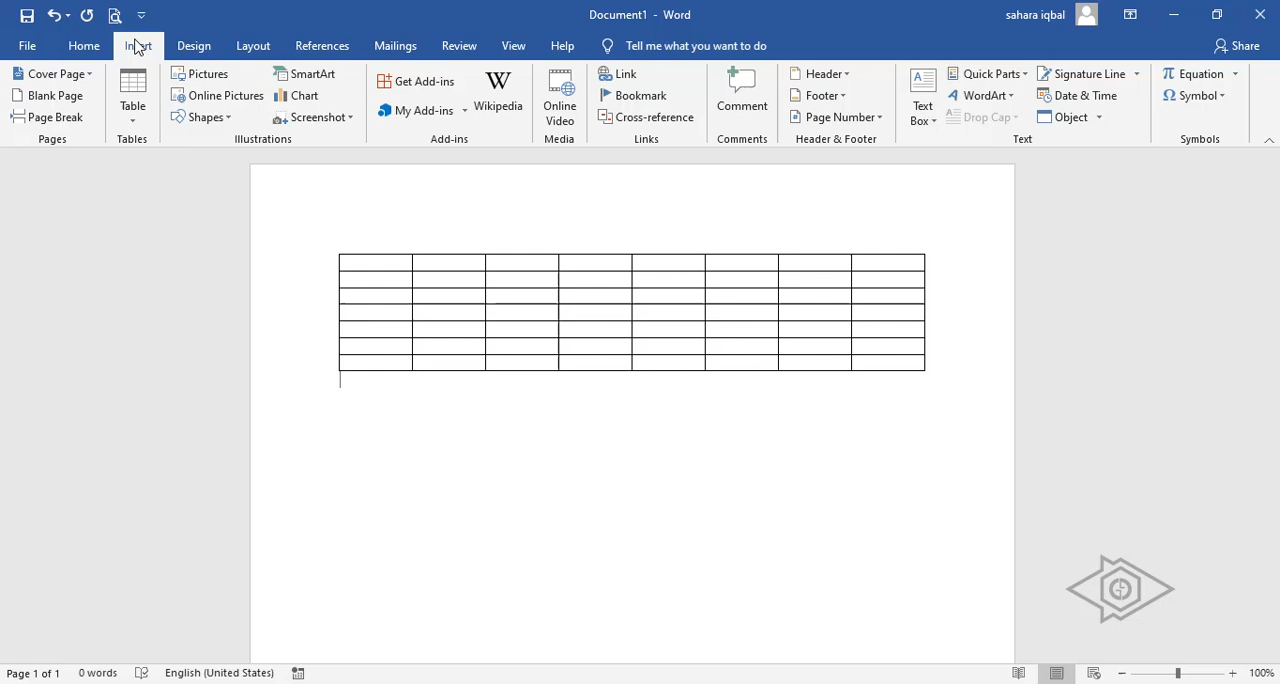 Document1 - Word
sahara iqbal
File Home Insert Design Layout References Mailings Review View Help Tell me what you want to do Share
Cover Page
Blank Page
Page Break
Pages
Table
Tables
Pictures
Online Pictures
Shapes
SmartArt
Chart
Screenshot
Illustrations
Get Add-ins
My Add-ins
W
Wikipedia
Add-ins
Online
Video
Media
Link
Bookmark
Cross-reference
Links
Comment
Comments
Header
Footer
Page Number
Header & Footer
Text
Box
Quick Parts
WordArt
Drop Cap
Signature Line
Date & Time
Object
Text
π Equation
Ω Symbol
Symbols
Page 1 of 1 0 words English (United States) 100%